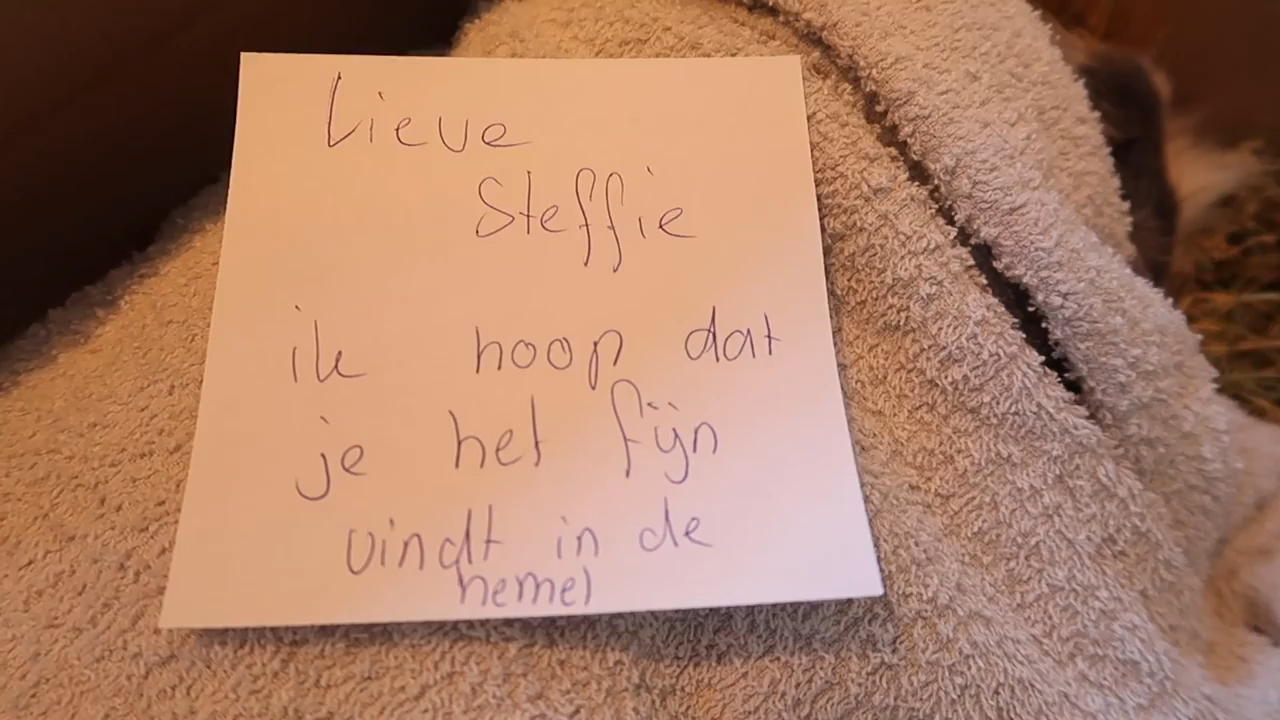 Lieve
Steffie
ik hoop dat
je het fijn
vindt in de
hemel